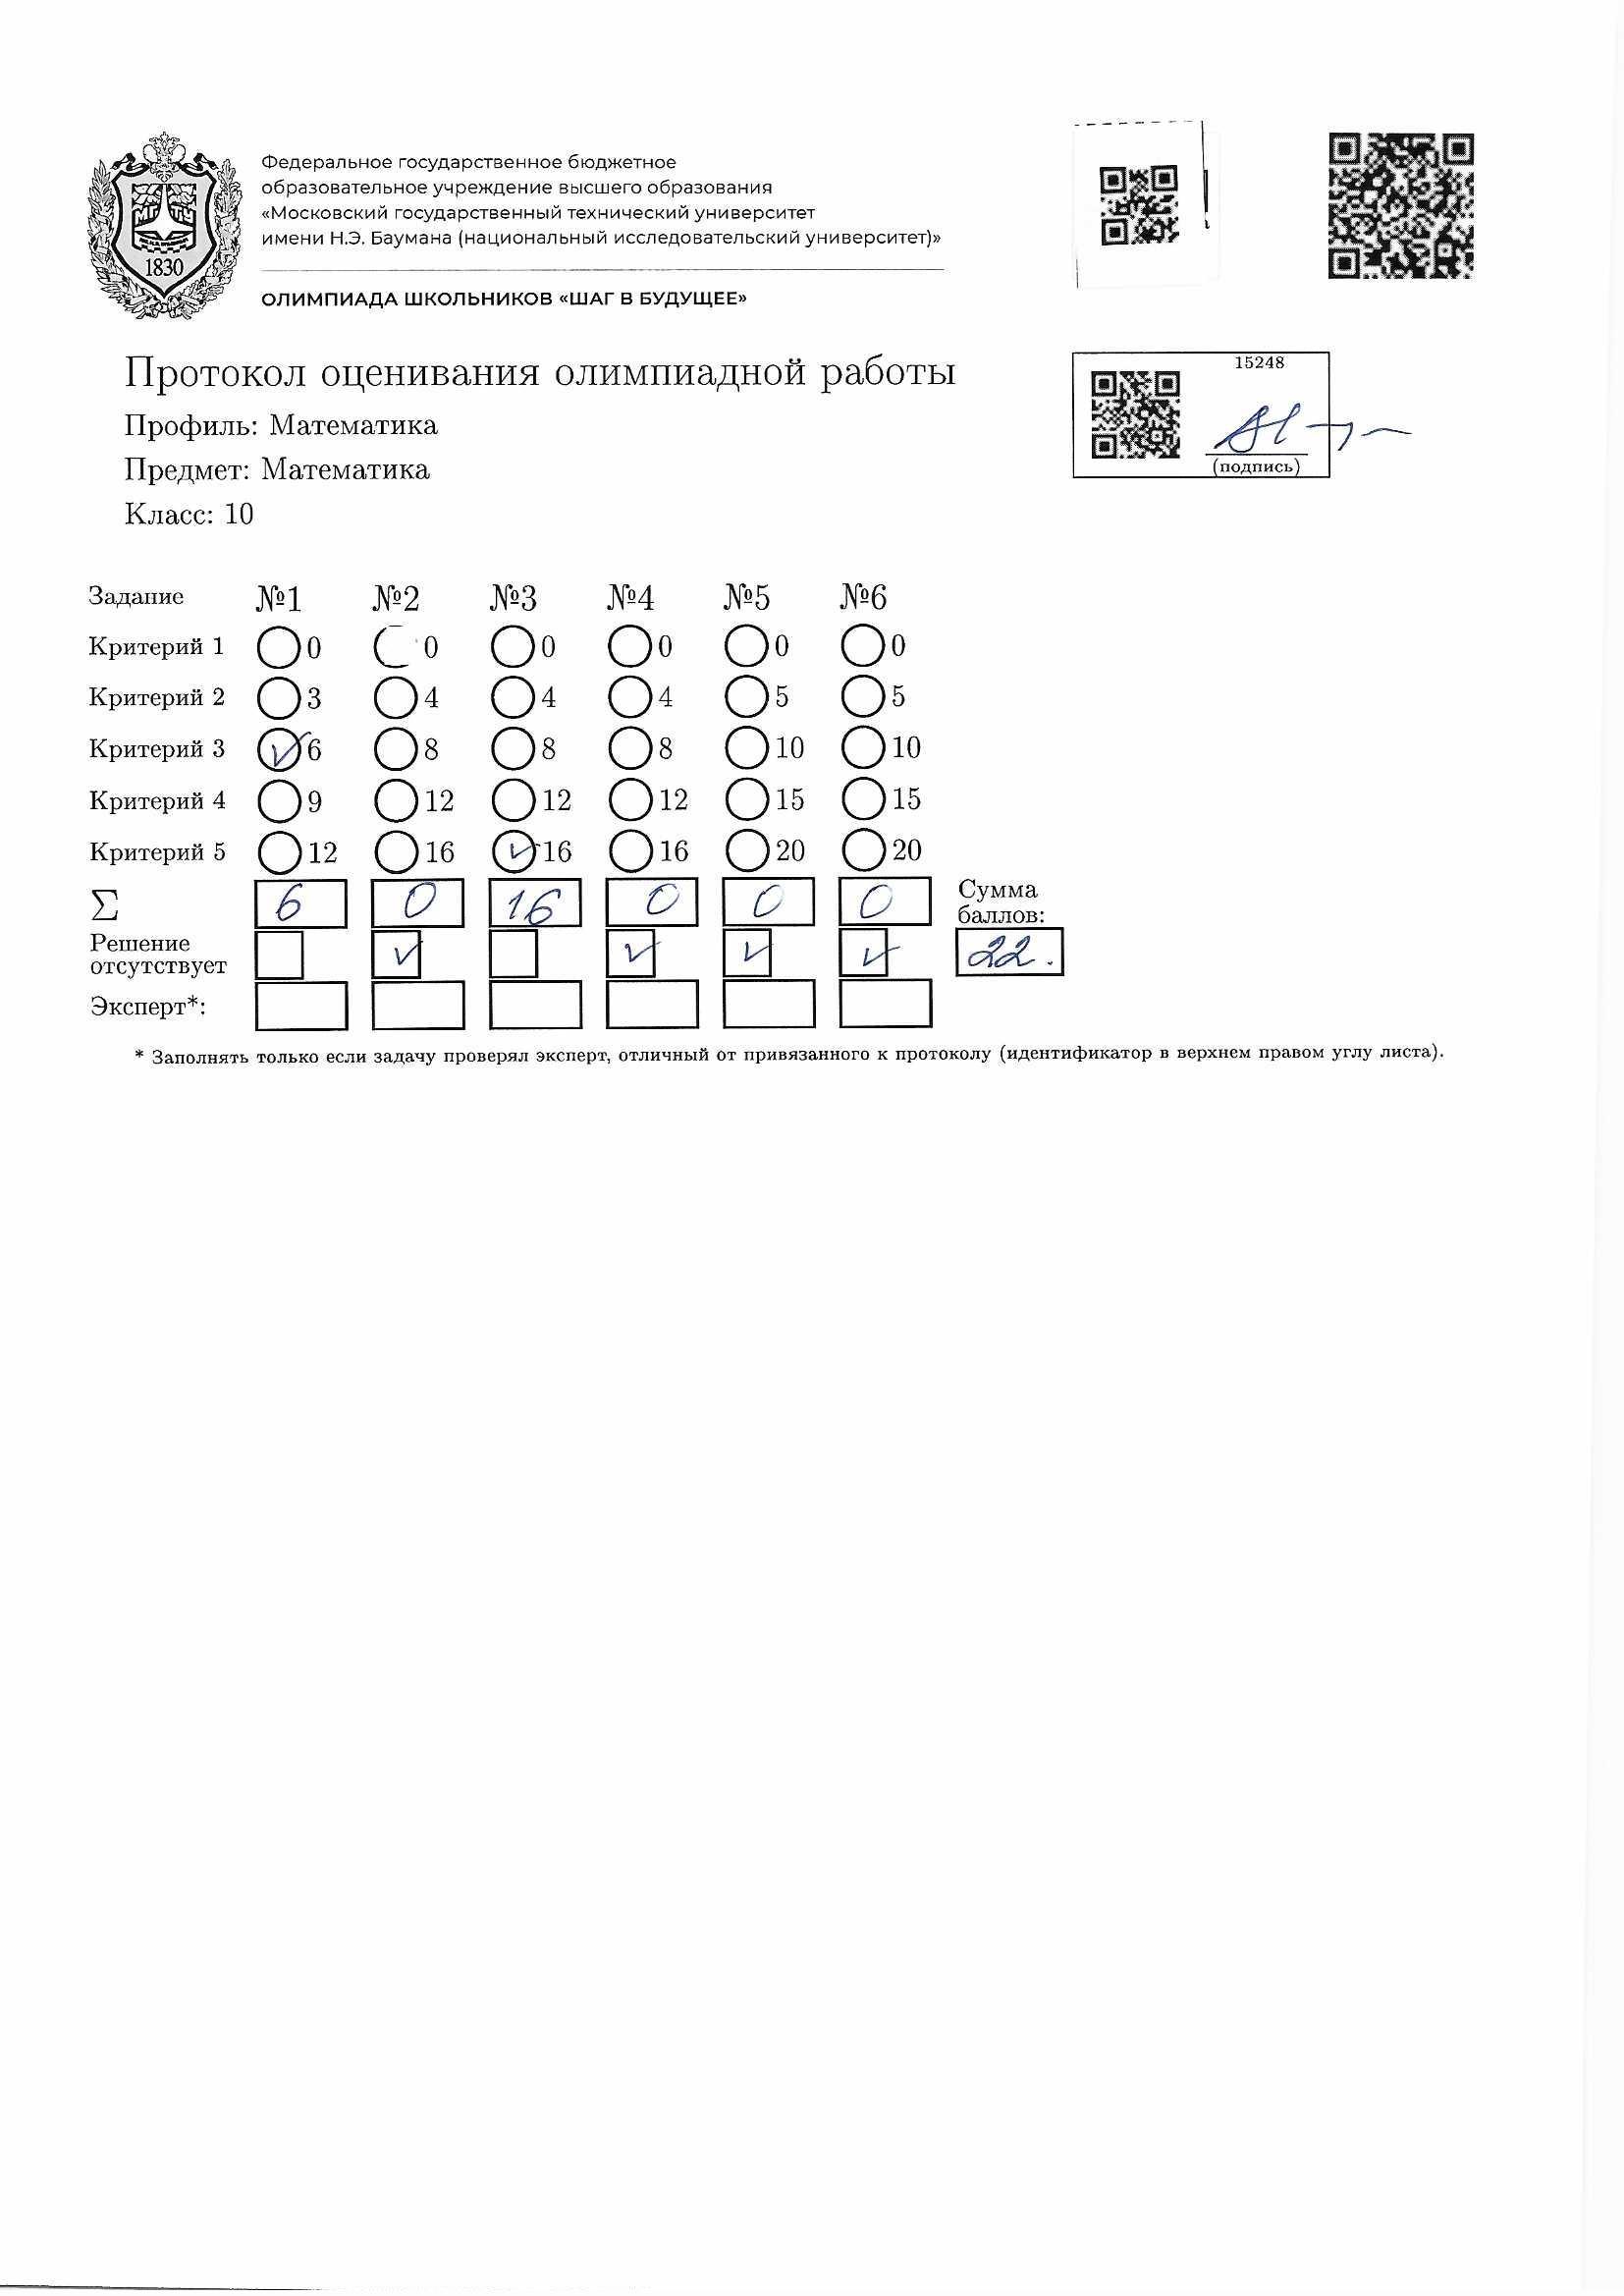 Федеральное государственное бюджетное
образовательное учреждение высшего образования
«Московский государственный технический университет
имени Н.Э. Баумана (национальный исследовательский университет)»
1830
ОЛИМПИАДА ШКОЛЬНИКОВ «ШАГ В БУДУЩЕЕ»
Протокол оценивания олимпиадной работы
15248
(подпись)
Профиль: Математика
Предмет: Математика
Класс: 10
Задание №1 №2 №3 №4 №5 №6
Критерий 1 0 0 0 0 0 0
Критерий 2 3 4 4 4 5 5
Критерий 3 6 8 8 8 10 10
Критерий 4 9 12 12 12 15 15
Критерий 5 12 16 16 16 20 20
Σ 6 0 16 0 0 0
Сумма
баллов:
22.
Решение
отсутствует
Эксперт*:
* Заполнять только если задачу проверял эксперт, отличный от привязанного к протоколу (идентификатор в верхнем правом углу листа).